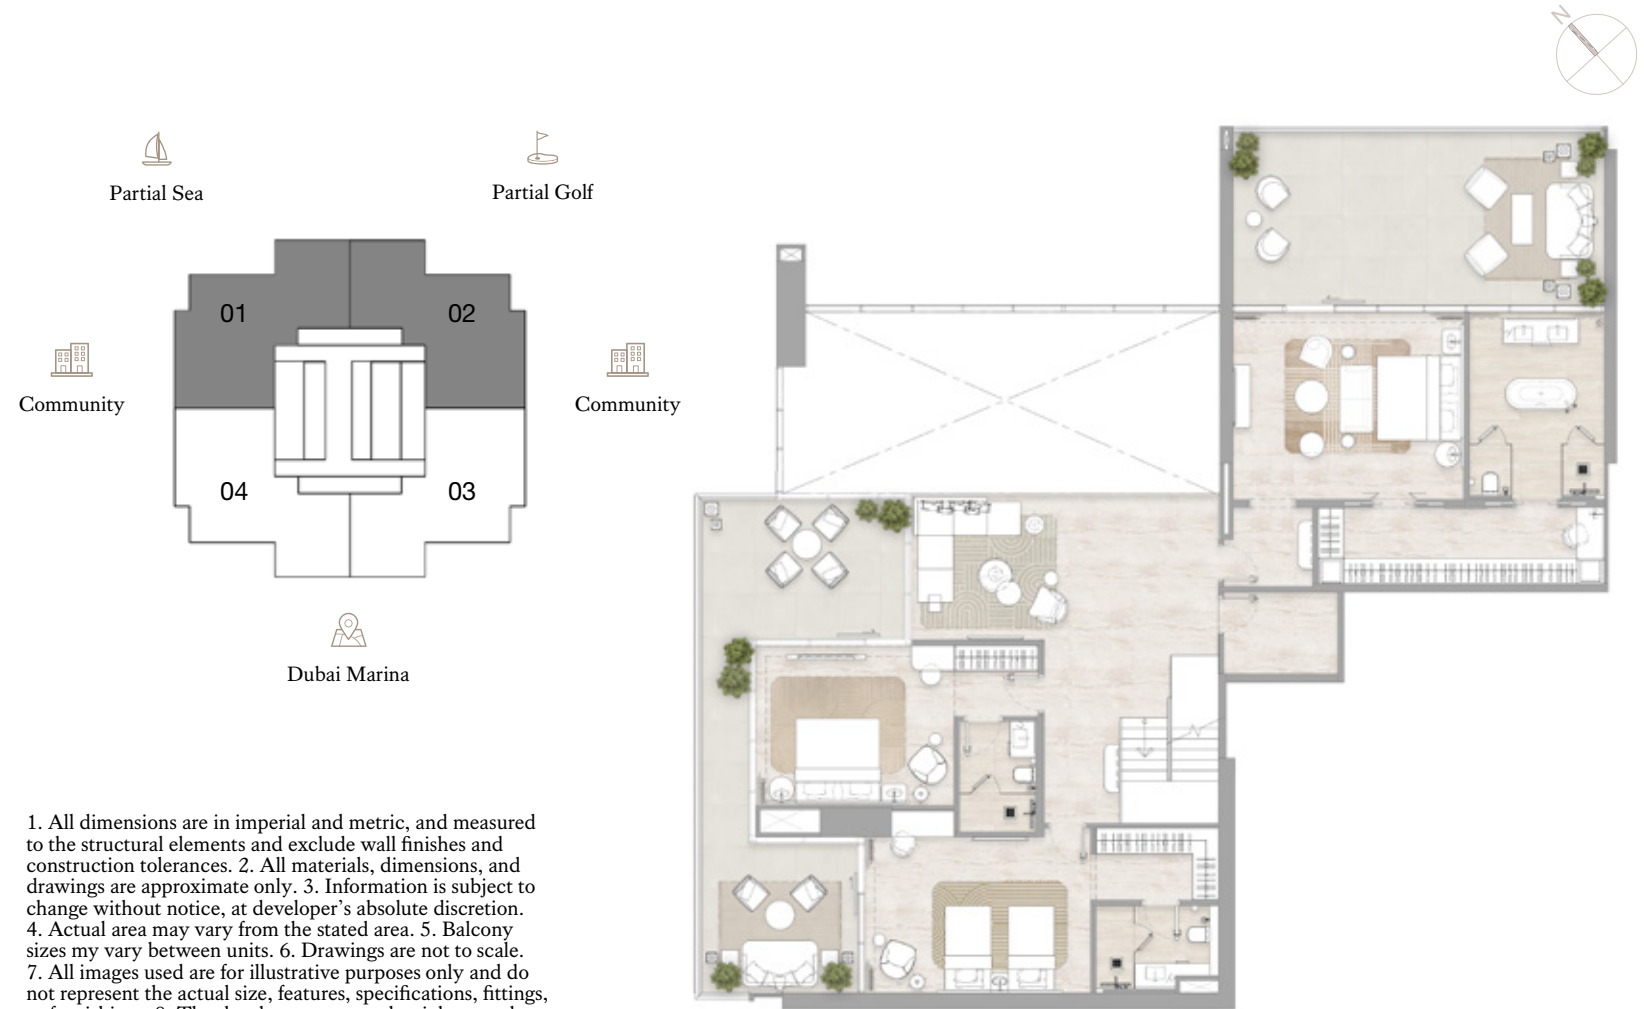 N
Partial Sea
Partial Golf
01
02
Community
Community
04
03
Dubai Marina
1. All dimensions are in imperial and metric, and measured
to the structural elements and exclude wall finishes and
construction tolerances. 2. All materials, dimensions, and
drawings are approximate only. 3. Information is subject to
change without notice, at developer's absolute discretion.
4. Actual area may vary from the stated area. 5. Balcony
sizes my vary between units. 6. Drawings are not to scale.
7. All images used are for illustrative purposes only and do
not represent the actual size, features, specifications, fittings,